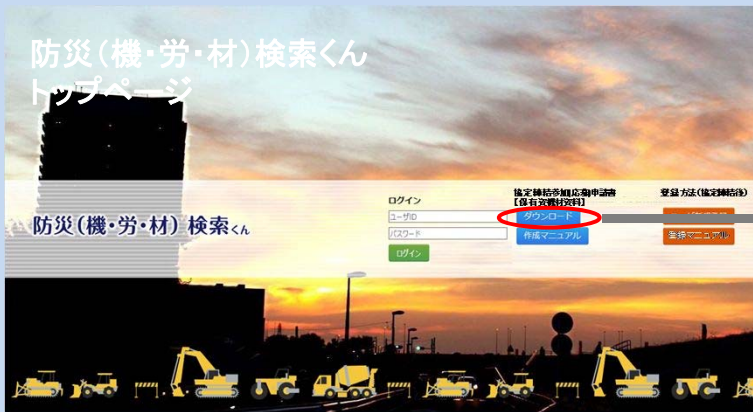 防災（機・労・材）検索くん
トップページ
防災（機・労・材）検索くん
ログイン
ユーザID
パスワード
ログイン
協定締結参加応募申請書
【保有資機材資料】
ダウンロード
作成マニュアル
登録方法（協定締結後）
登録マニュアル